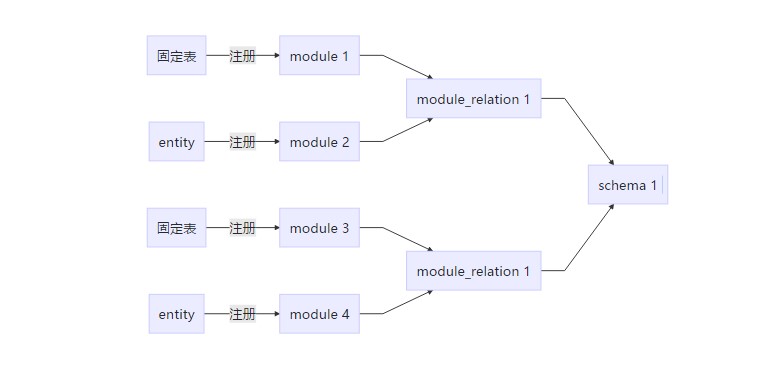 固定表
注册
module 1
module_relation 1
entity
注册
module 2
schema 1
固定表
注册
module 3
module_relation 1
entity
注册
module 4